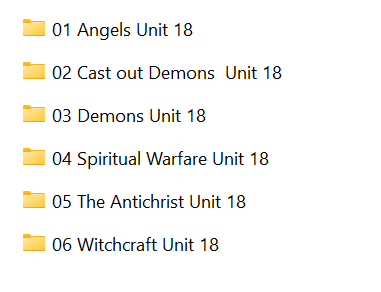 01 Angels Unit 18
02 Cast out Demons  Unit 18
03 Demons Unit 18
04 Spiritual Warfare Unit 18
05 The Antichrist Unit 18
06 Witchcraft Unit 18